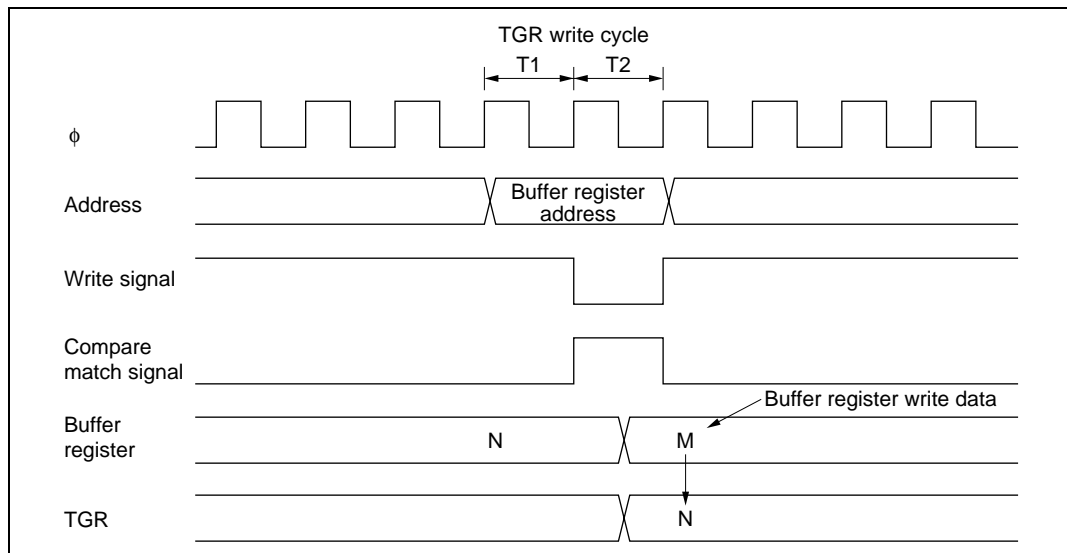 TGR write cycle
T1 T2
ϕ
Address
Buffer register
address
Write signal
Compare
match signal
Buffer register write data
Buffer
register
N M
TGR
N